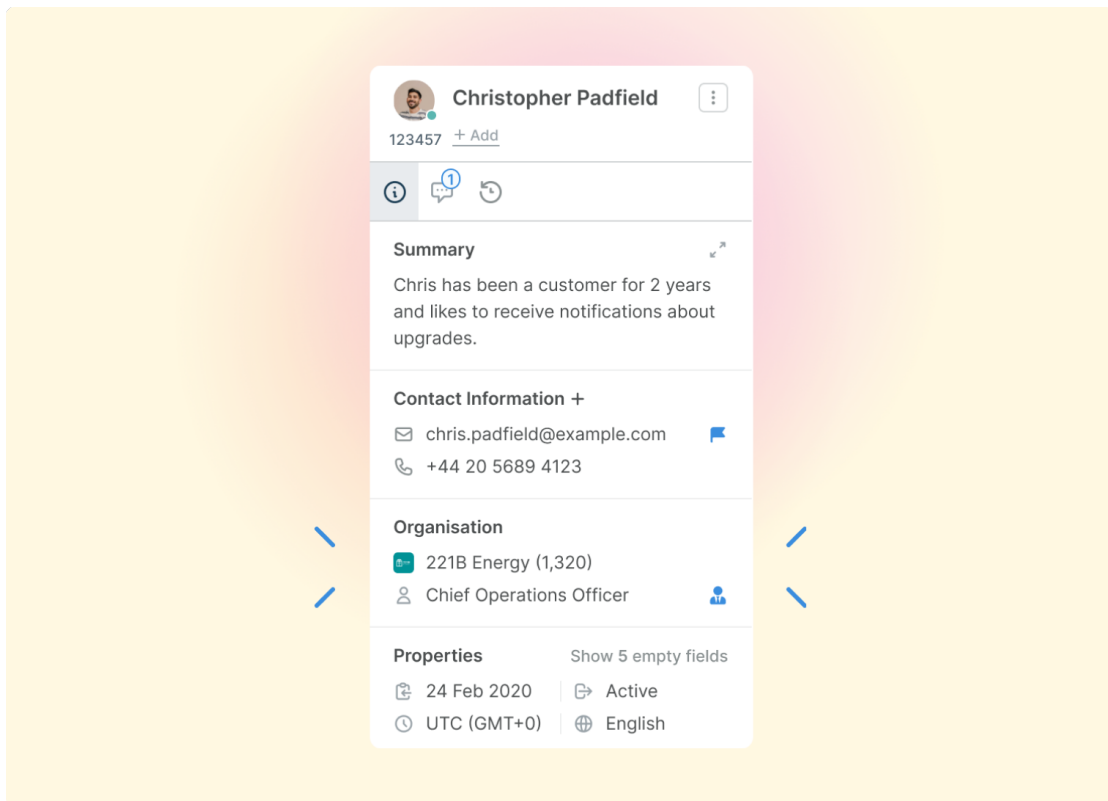 Christopher Padfield
123457 + Add
1
Summary
Chris has been a customer for 2 years
and likes to receive notifications about
upgrades.
Contact Information +
chris.padfield@example.com
+44 20 5689 4123
Organisation
221B Energy (1,320)
Chief Operations Officer
Properties Show 5 empty fields
24 Feb 2020 Active
UTC (GMT+0) English